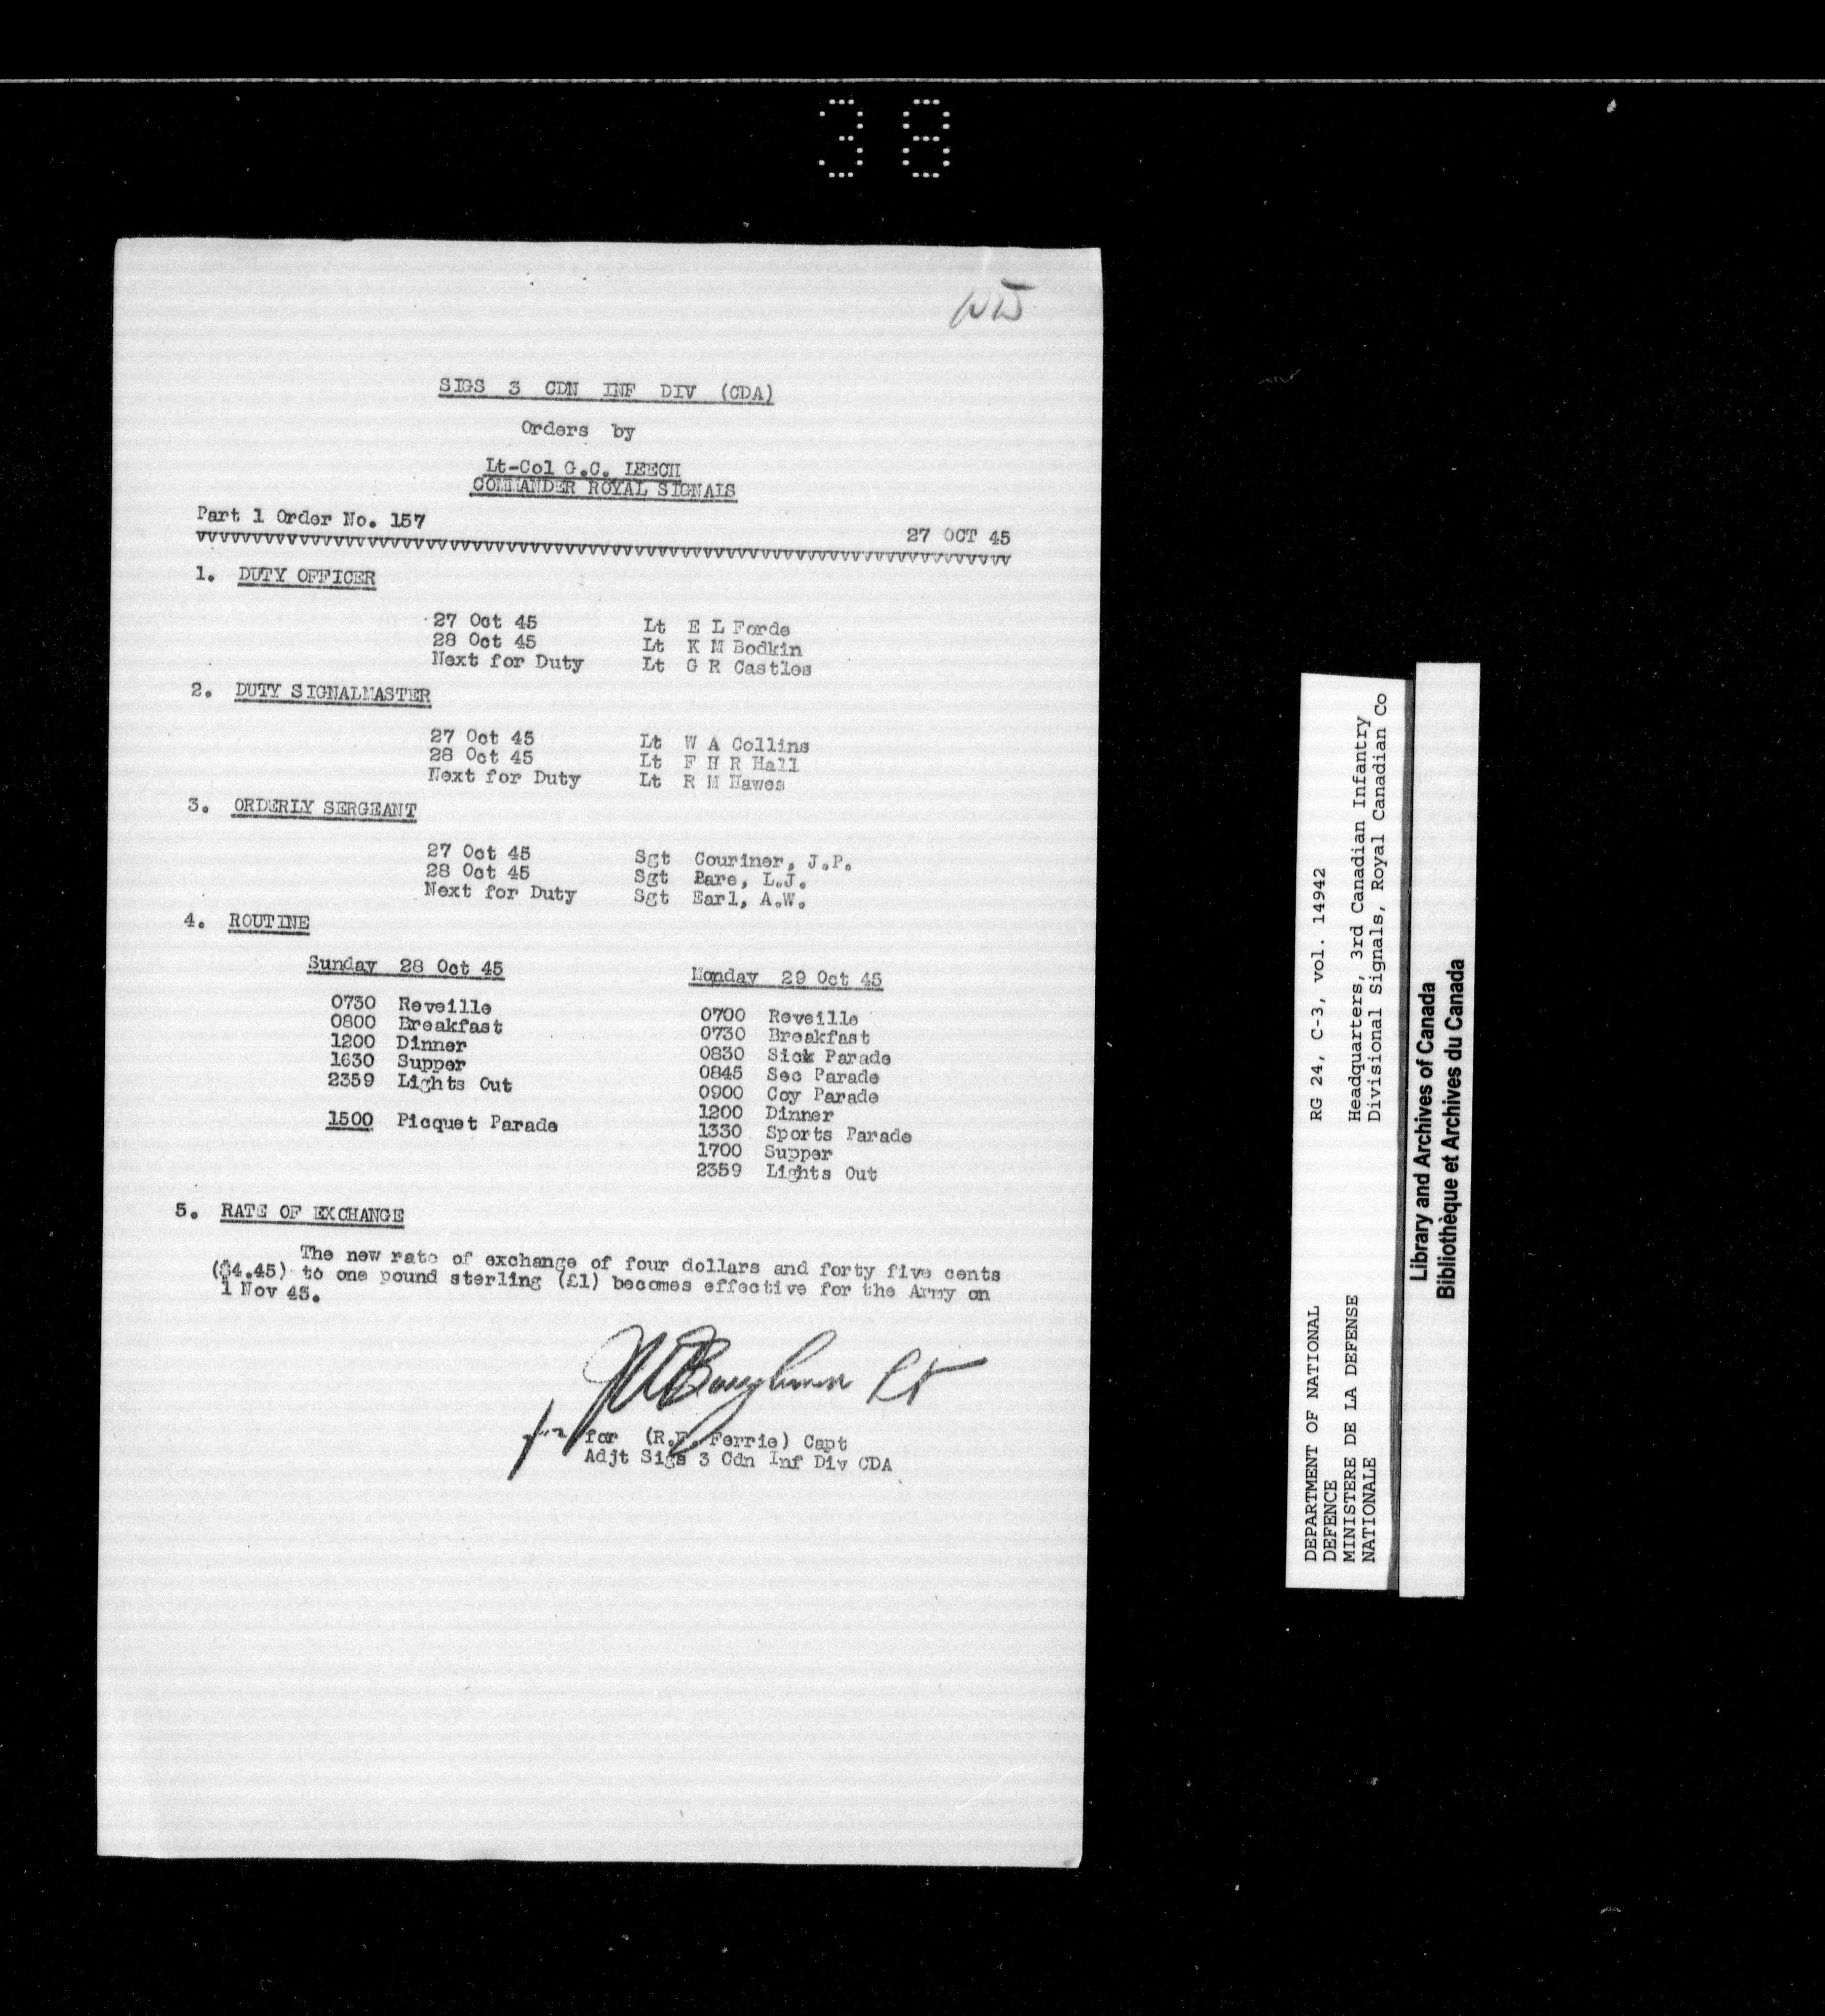 38
WD
SIGS 3 CDN INF DIV (CDA)
Orders by
Lt-Col G.C. LEECH
COMMANDER ROYAL SIGNALS
Part 1 Order No. 157
27 OCT 45
1. DUTY OFFICER
27 Oct 45 Lt E L Forde
28 Oct 45 Lt K M Bodkin
Next for Duty Lt G R Castles
2. DUTY SIGNALMASTER
27 Oct 45 Lt W A Collins
28 Oct 45 Lt F H R Hall
Next for Duty Lt R M Hawes
3. ORDERLY SERGEANT
27 Oct 45 Sgt Couriner, J.P.
28 Oct 45 Sgt Pare, L.J.
Next for Duty Sgt Earl, A.W.
4. ROUTINE
Sunday 28 Oct 45
0730 Reveille
0800 Breakfast
1200 Dinner
1630 Supper
2359 Lights Out
1500 Picquet Parade
Monday 29 Oct 45
0700 Reveille
0730 Breakfast
0830 Sick Parade
0845 Sec Parade
0900 Coy Parade
1200 Dinner
1330 Sports Parade
1700 Supper
2359 Lights Out
5. RATE OF EXCHANGE
The new rate of exchange of four dollars and forty five cents
($4.45) to one pound sterling (£1) becomes effective for the Army on
1 Nov 45.
Lt
for for (R.F. Ferrie) Capt
Adjt Sigs 3 Cdn Inf Div CDA
DEPARTMENT OF NATIONAL
DEFENCE
MINISTERE DE LA DEFENSE
NATIONALE
RG 24, C-3, vol. 14942
Headquarters, 3rd Canadian Infantry
Divisional Signals, Royal Canadian Co
Library and Archives of Canada
Bibliothèque et Archives du Canada